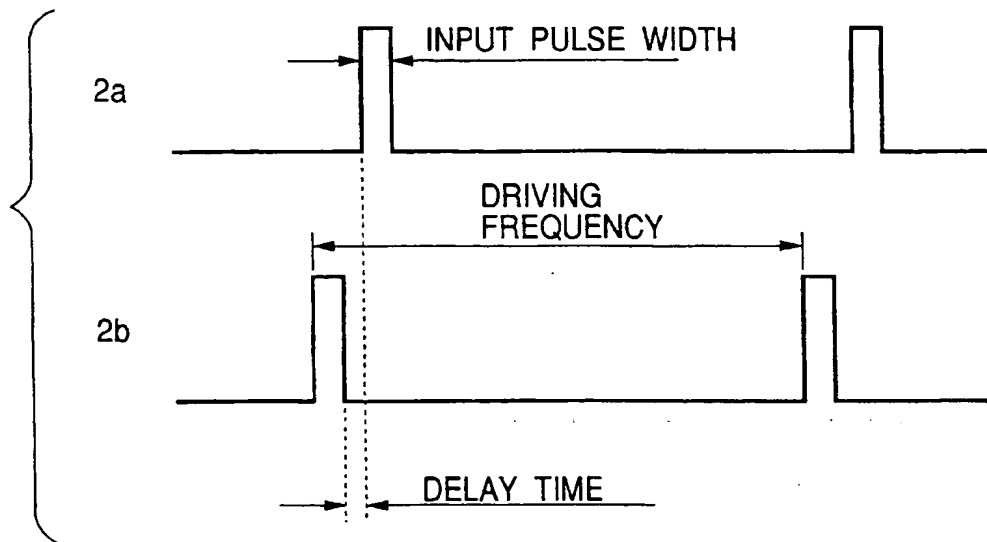 INPUT PULSE WIDTH
2a
DRIVING
FREQUENCY
2b
DELAY TIME